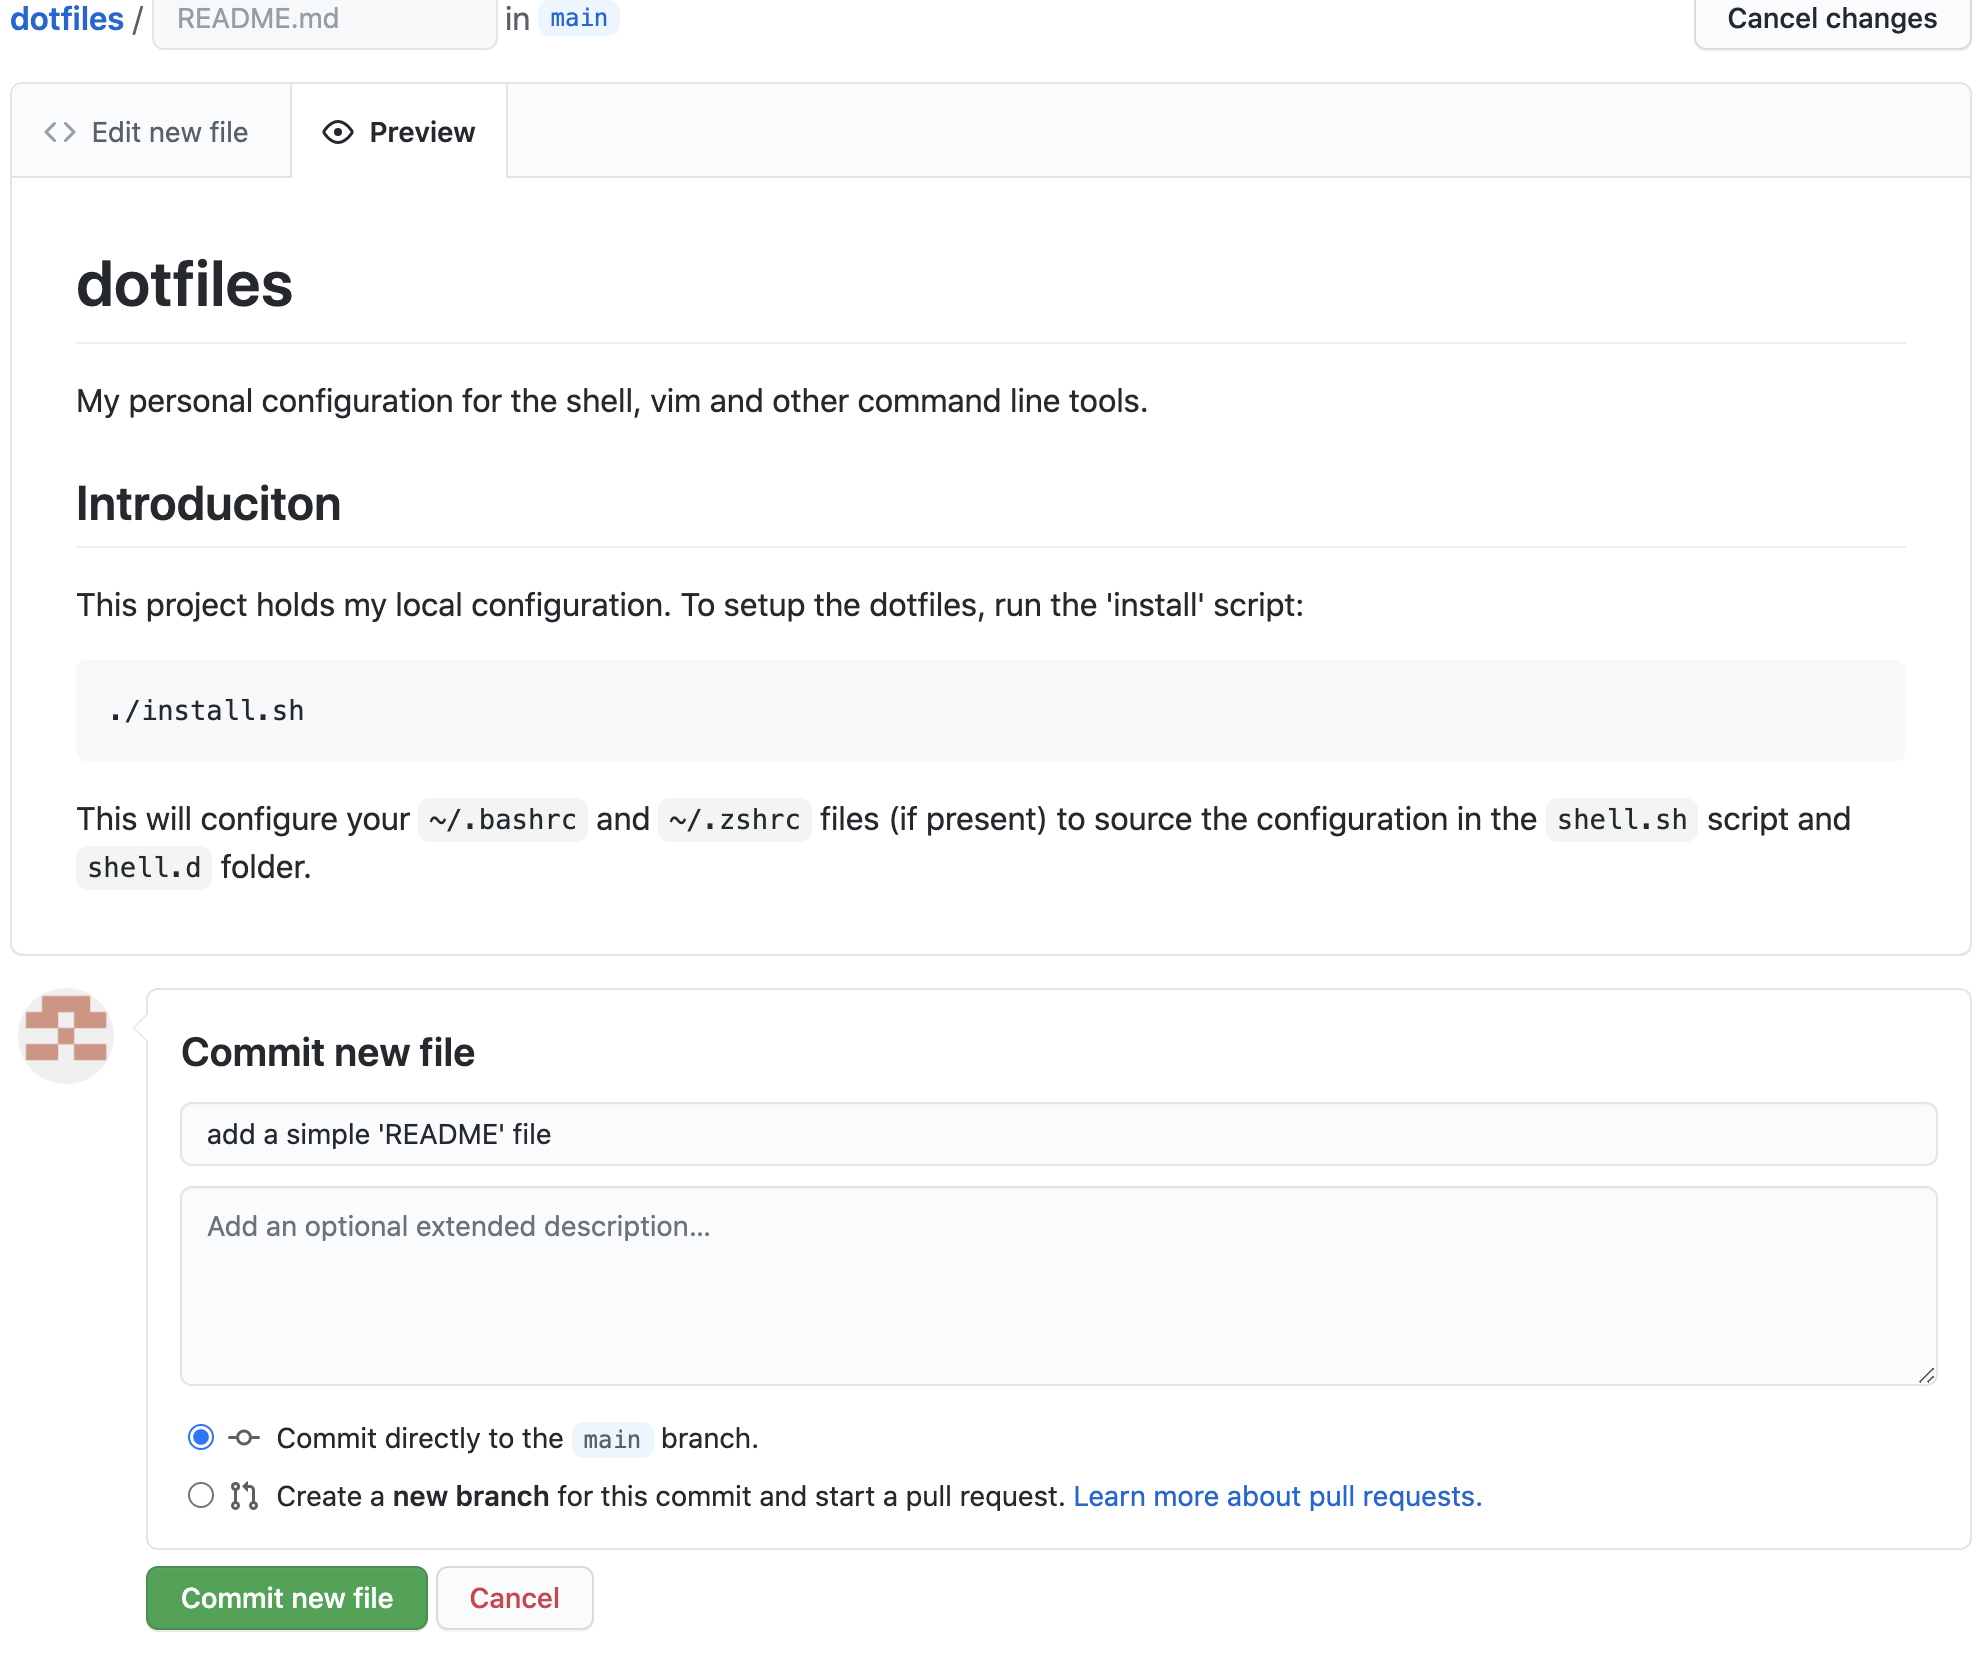 dotfiles / README.md in main Cancel changes
Edit new file Preview
dotfiles
My personal configuration for the shell, vim and other command line tools.
Introduciton
This project holds my local configuration. To setup the dotfiles, run the 'install' script:
./install.sh
This will configure your ~/.bashrc and ~/.zshrc files (if present) to source the configuration in the shell.sh script and
shell.d folder.
Commit new file
add a simple 'README' file
Add an optional extended description...
Commit directly to the main branch.
Create a new branch for this commit and start a pull request. Learn more about pull requests.
Commit new file Cancel